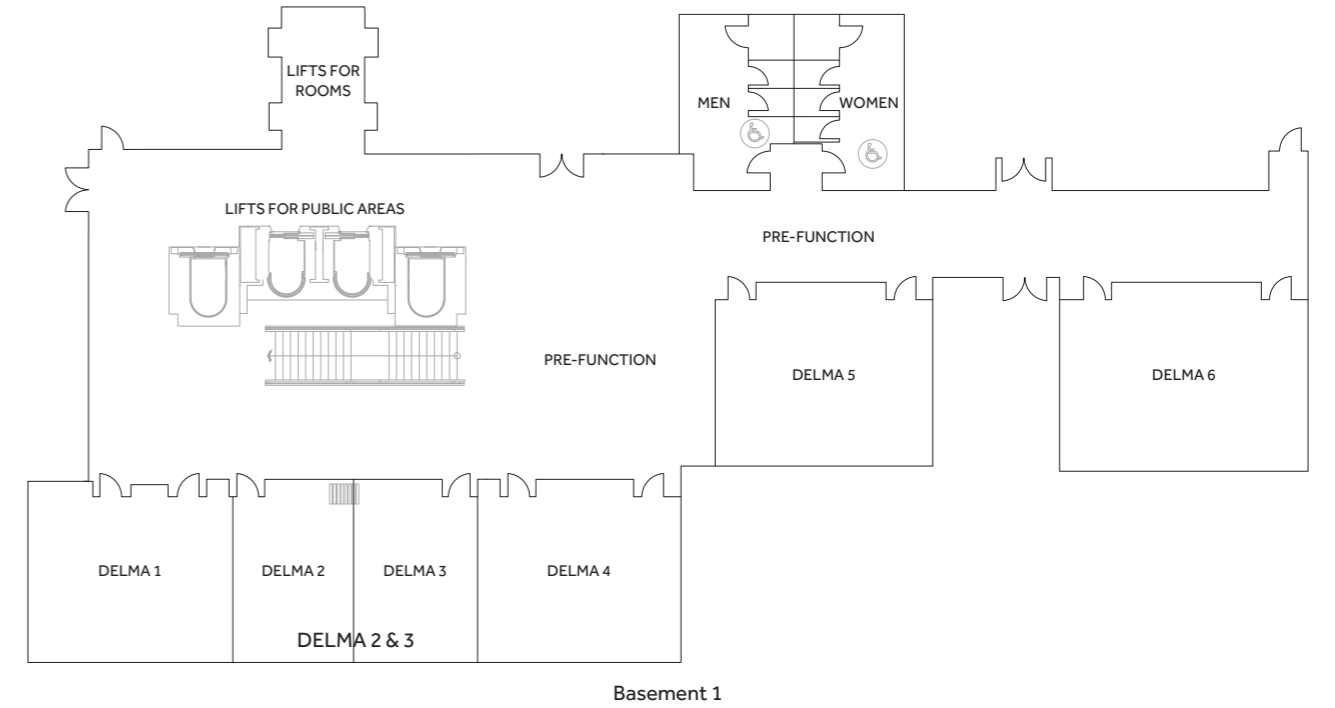 LIFTS FOR
ROOMS
MEN
WOMEN
LIFTS FOR PUBLIC AREAS
PRE-FUNCTION
PRE-FUNCTION
DELMA 5
DELMA 6
DELMA 1
DELMA 2
DELMA 3
DELMA 4
DELMA 2 & 3
Basement 1